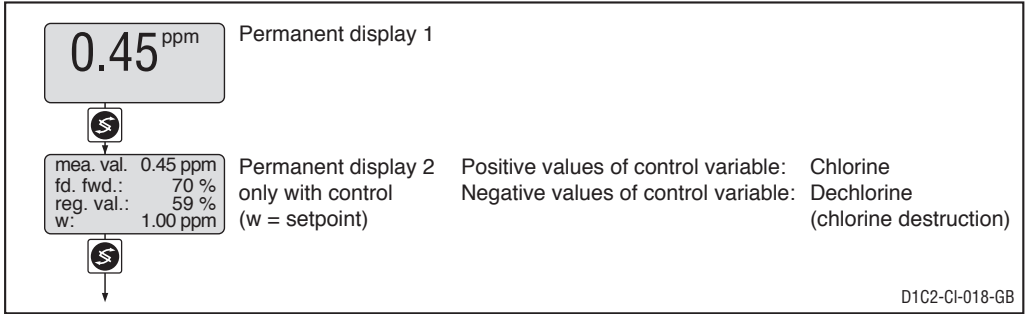 0.45 ppm Permanent display 1
mea. val. 0.45 ppm Permanent display 2 Positive values of control variable: Chlorine
fd. fwd.: 70 % only with control Negative values of control variable: Dechlorine
reg. val.: 59 % (w = setpoint) (chlorine destruction)
w: 1.00 ppm
D1C2-CI-018-GB